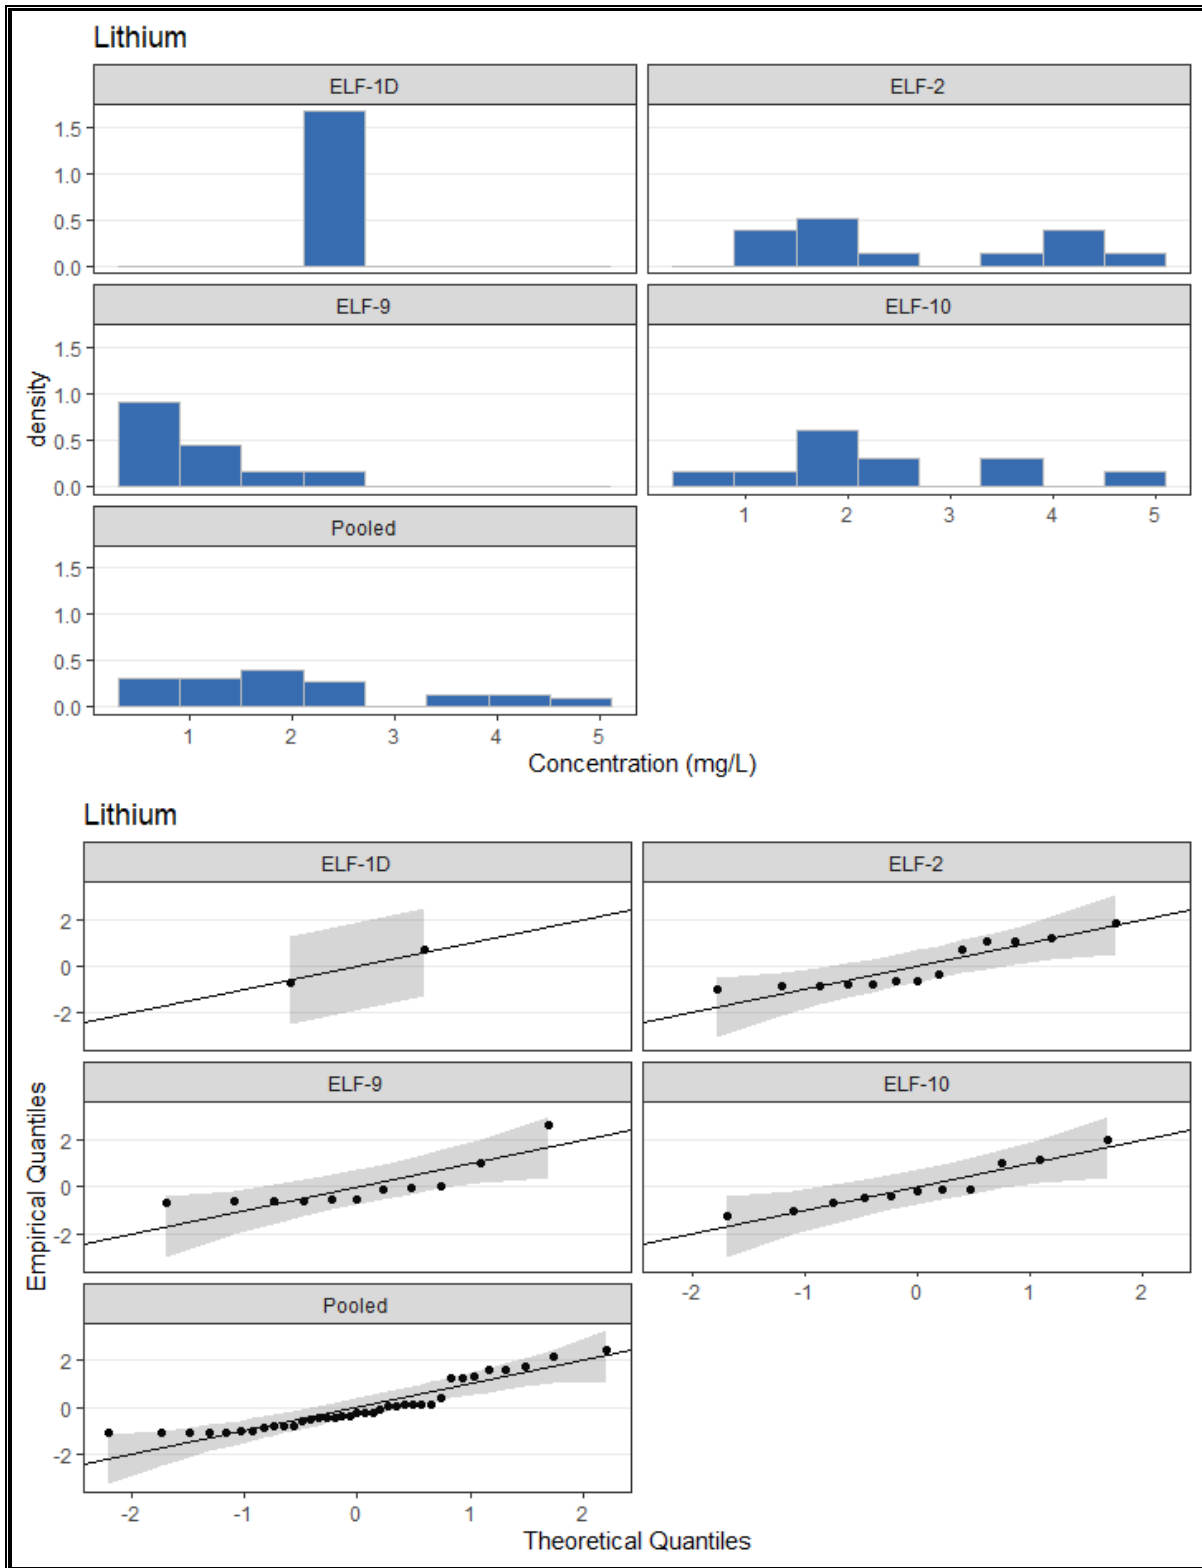 Lithium
ELF-1D
ELF-2
1.5
1.0
0.5
0.0
ELF-9
ELF-10
1.5
1.0
0.5
0.0
1 2 3 4 5
Pooled
1.5
1.0
0.5
0.0
1 2 3 4 5
density
Concentration (mg/L)
Lithium
ELF-1D
ELF-2
2
0
-2
ELF-9
ELF-10
2
0
-2
-2 -1 0 1 2
Pooled
2
0
-2
-2 -1 0 1 2
Empirical Quantiles
Theoretical Quantiles